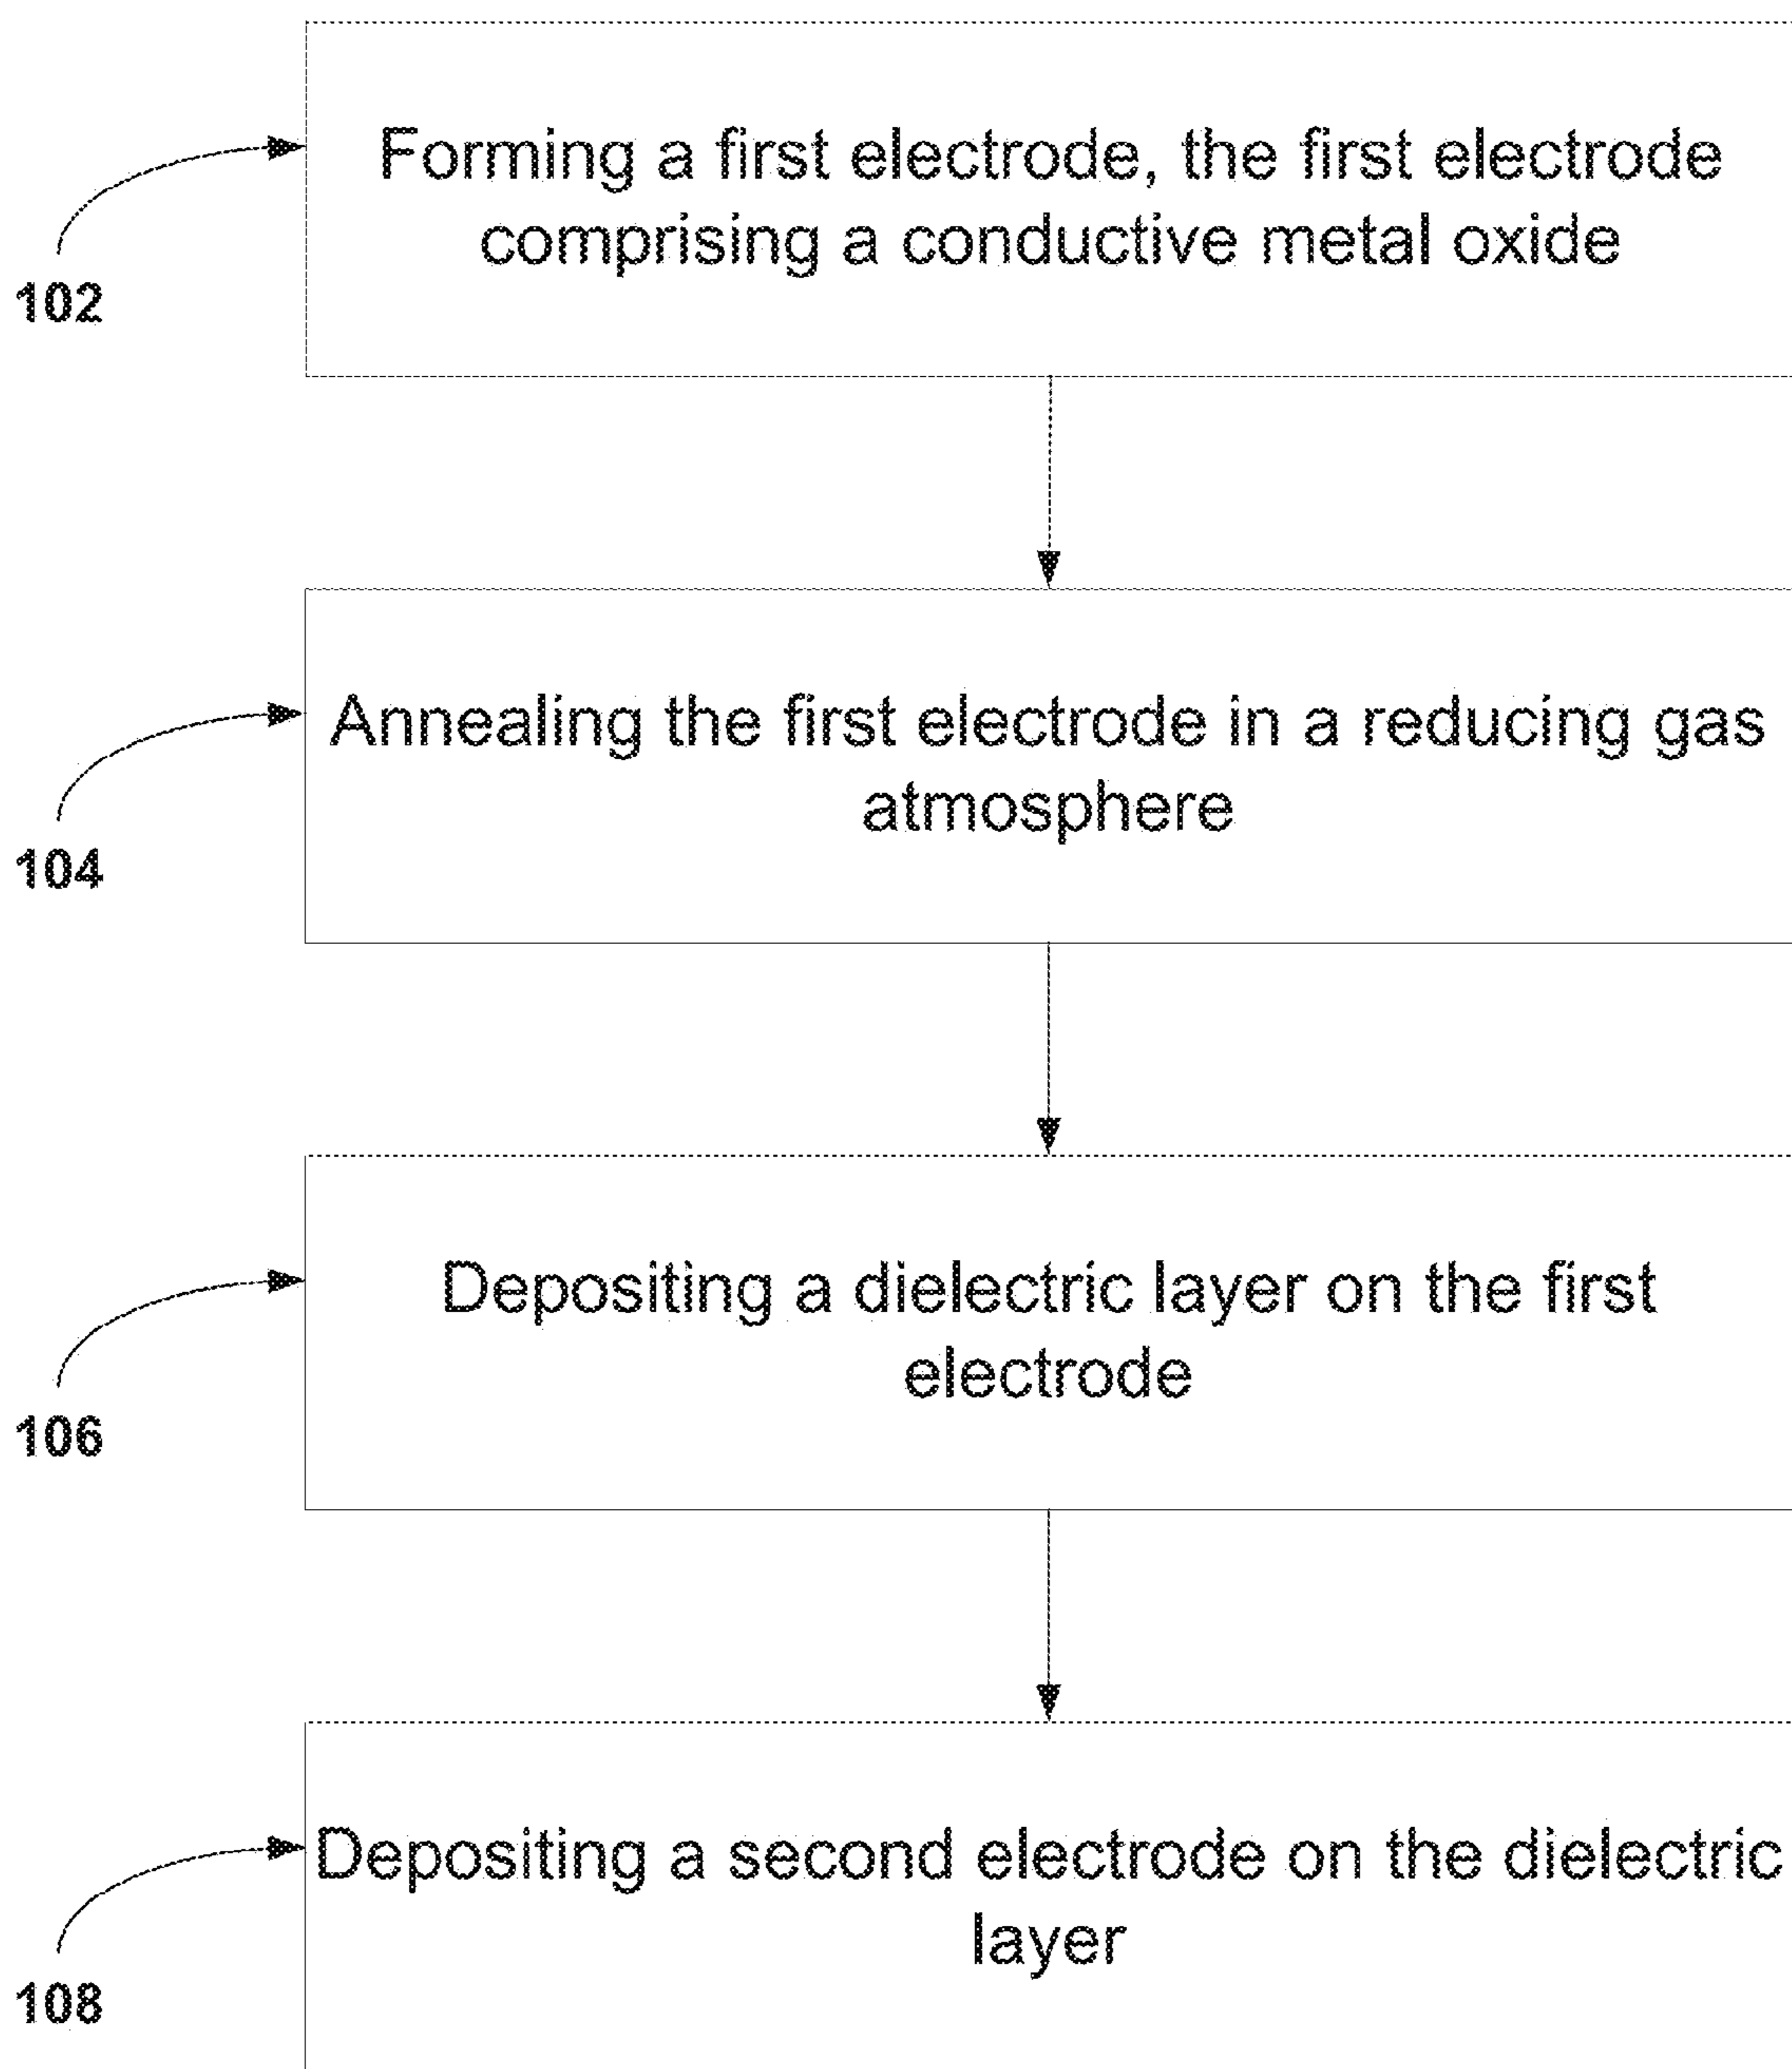 Forming a first electrode, the first electrode
comprising a conductive metal oxide
102
Annealing the first electrode in a reducing gas
atmosphere
104
Depositing a dielectric layer on the first
electrode
106
Depositing a second electrode on the dielectric
layer
108